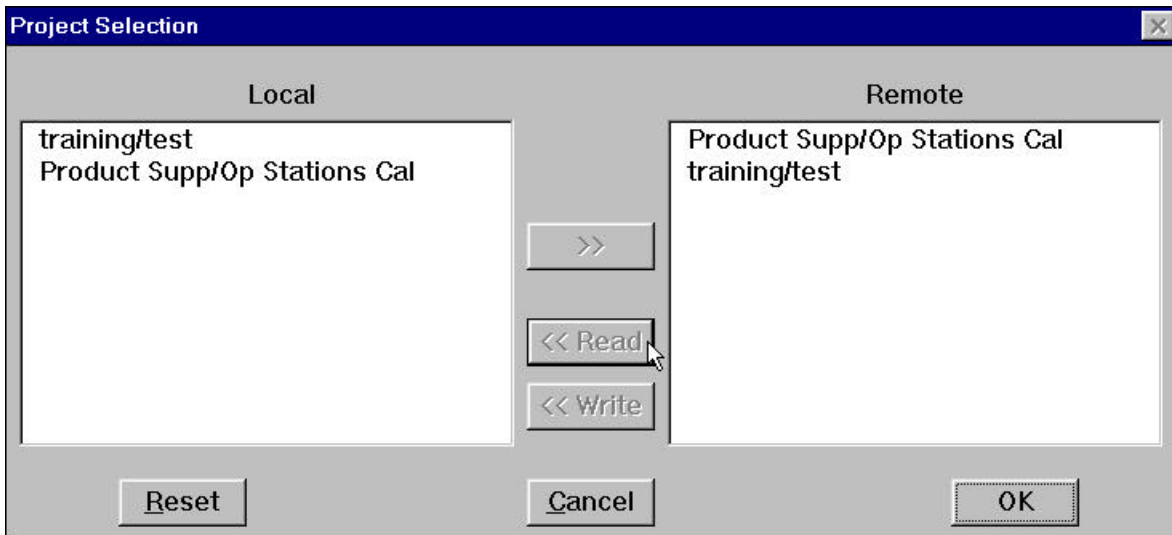 Project Selection
Local
Remote
training/test
Product Supp/Op Stations Cal
Product Supp/Op Stations Cal
training/test
>>
<< Read
<< Write
Reset
Cancel
OK